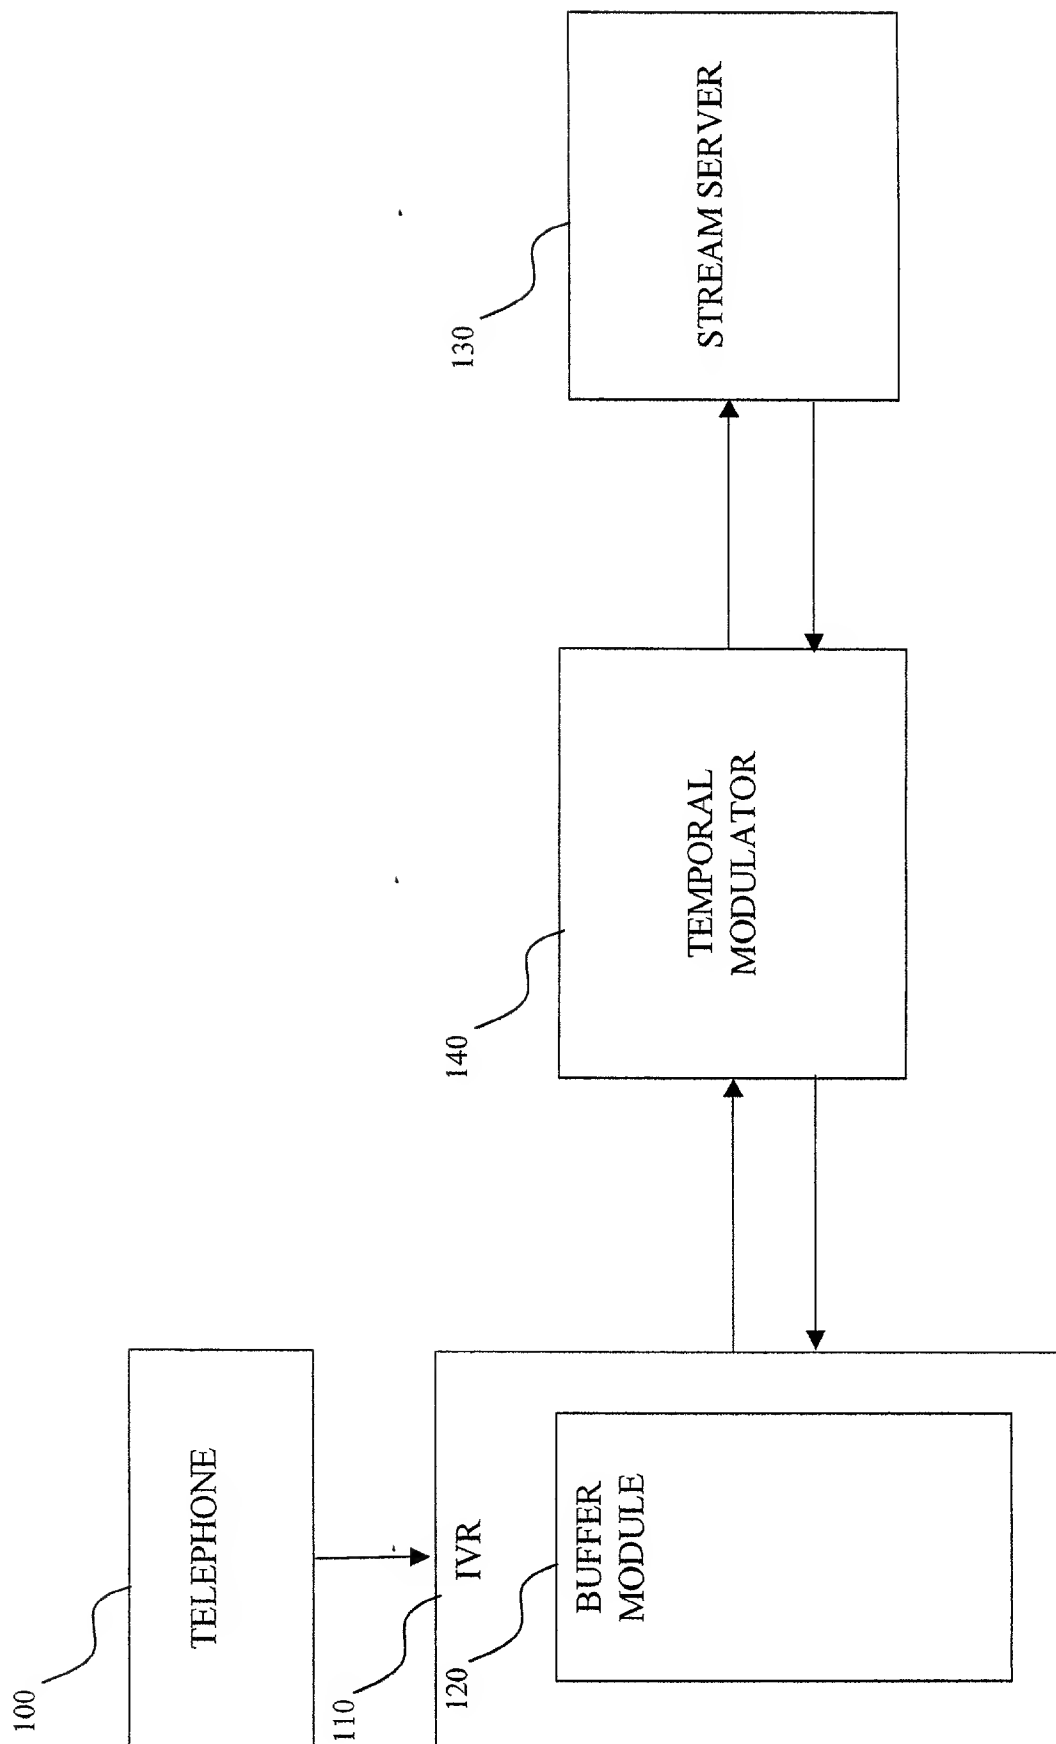 100
TELEPHONE
110
IVR
120
BUFFER
MODULE
140
TEMPORAL
MODULATOR
130
STREAM SERVER